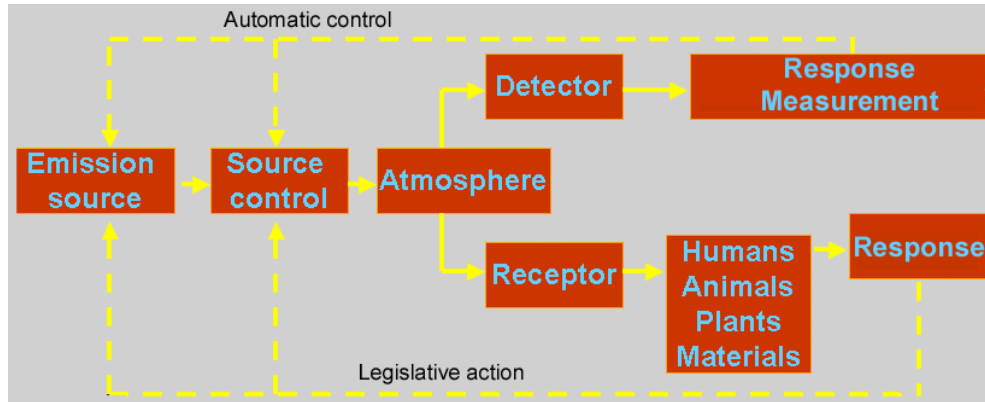 Automatic control
Detector
Response
Measurement
Emission
source
Source
control
Atmosphere
Receptor
Humans
Animals
Plants
Materials
Response
Legislative action